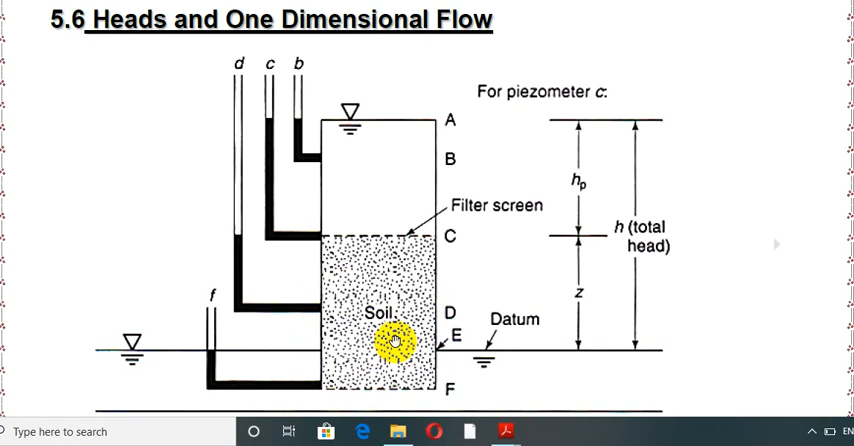 5.6 Heads and One Dimensional Flow
d c b
For piezometer c:
A
B
hp
Filter screen
C
h (total
head)
f
z
Soil
D
Datum
E
F
Type here to search
EN